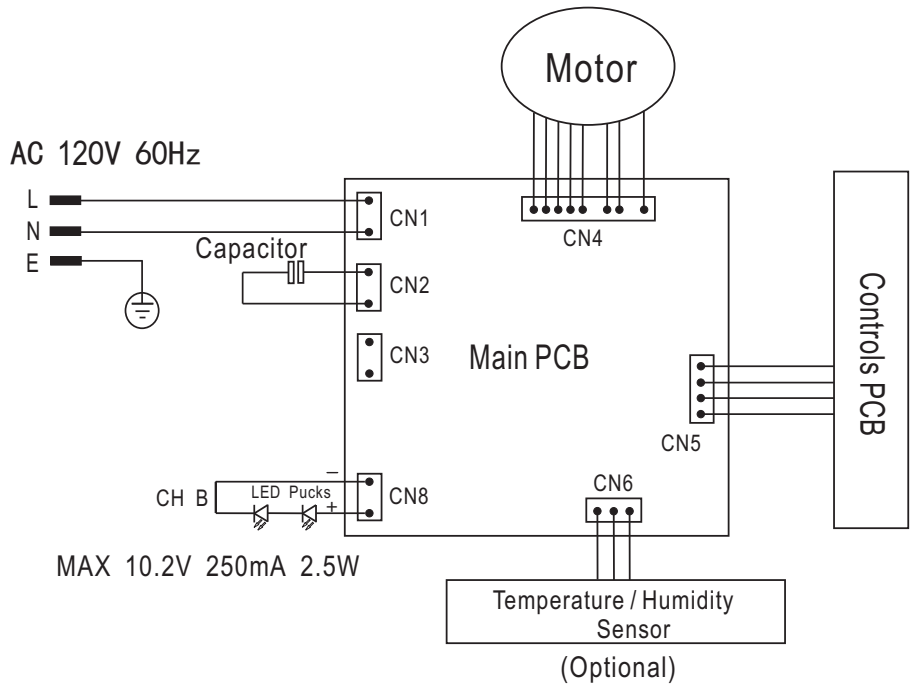 Motor
AC 120V 60Hz
L
N
E
CN1
CN4
Capacitor
CN2
CN3
Main PCB
Controls PCB
CN5
CN6
CH B
LED Pucks
−
+
CN8
MAX 10.2V 250mA 2.5W
Temperature / Humidity
Sensor
(Optional)